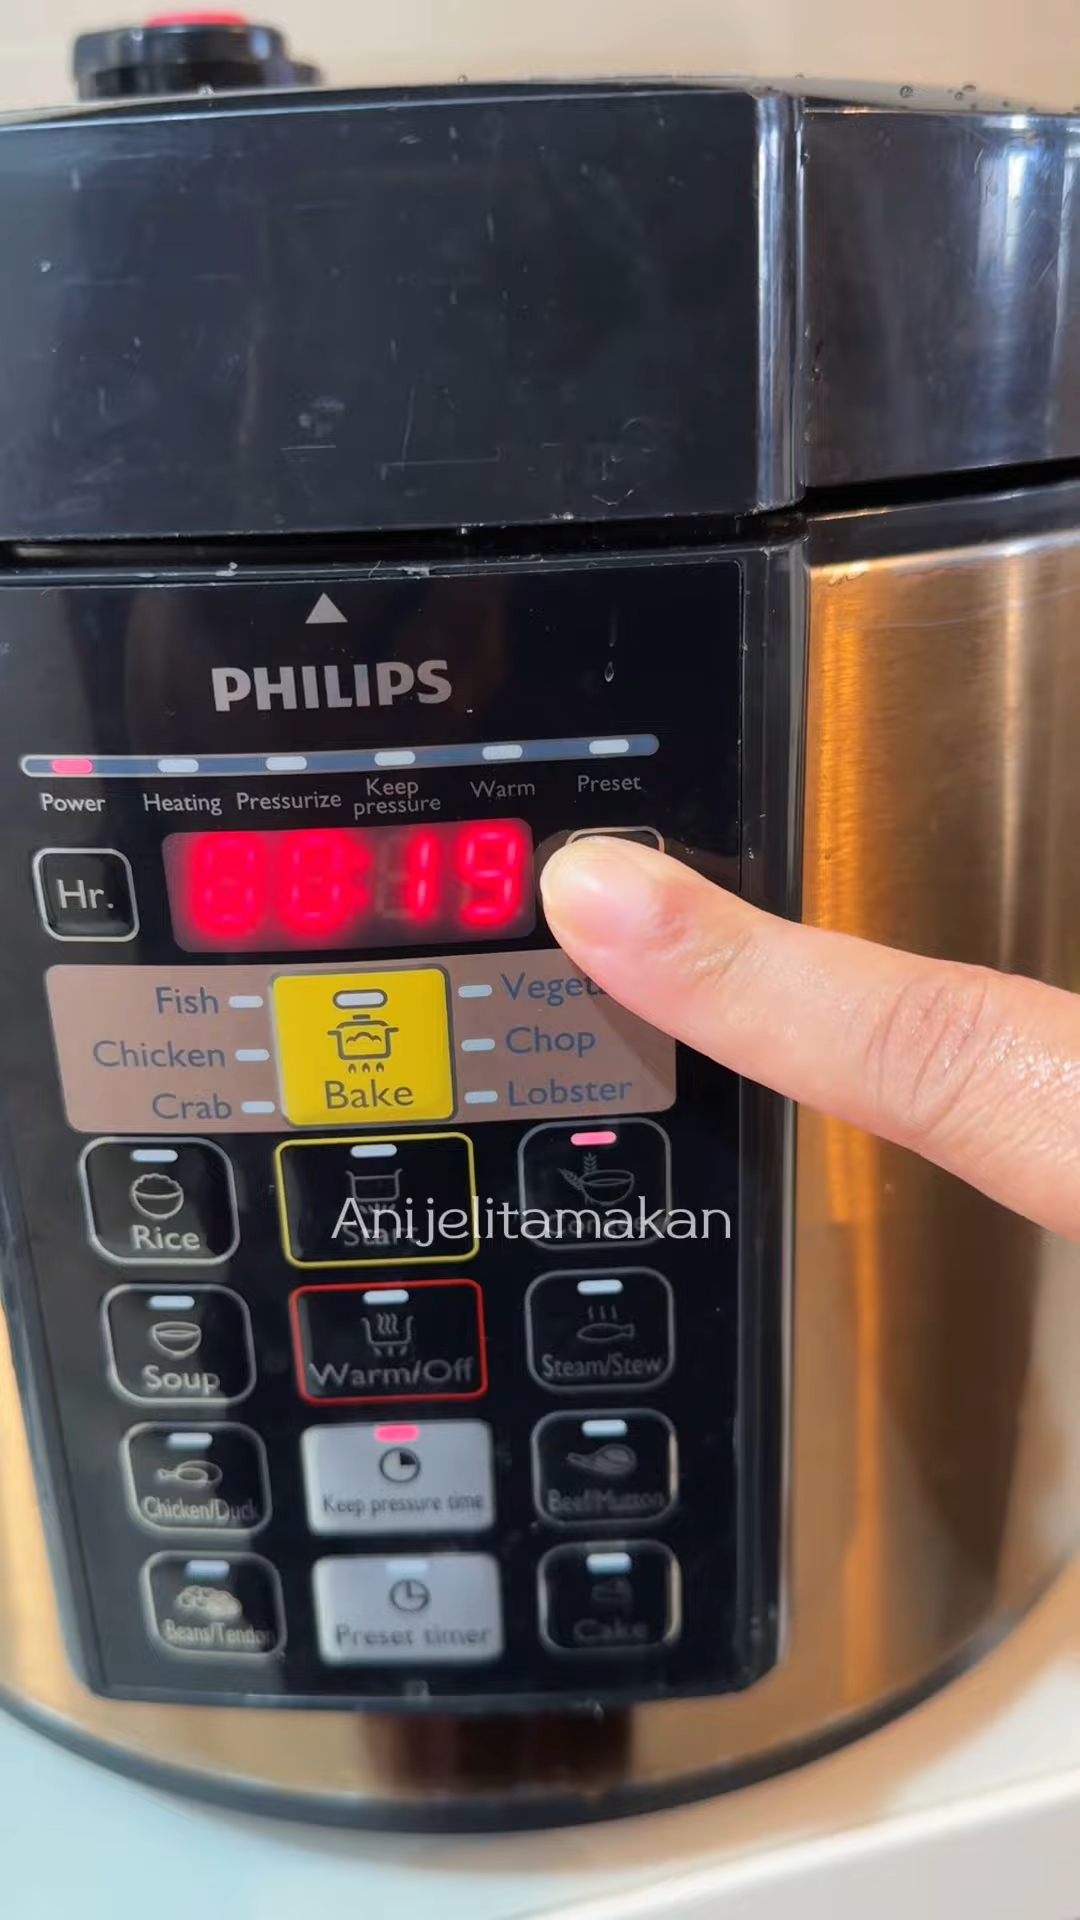 PHILIPS
Power Heating Pressurize Keep pressure Warm Preset
Hr. 00:19
Fish
Chicken Chop
Crab Bake Lobster
Rice
Anijelitamakan
Soup Warm/Off Steam/Stew
Chicken/Duck Keep pressure time Beef/Mutton
Beans/Tendon Preset timer Cake